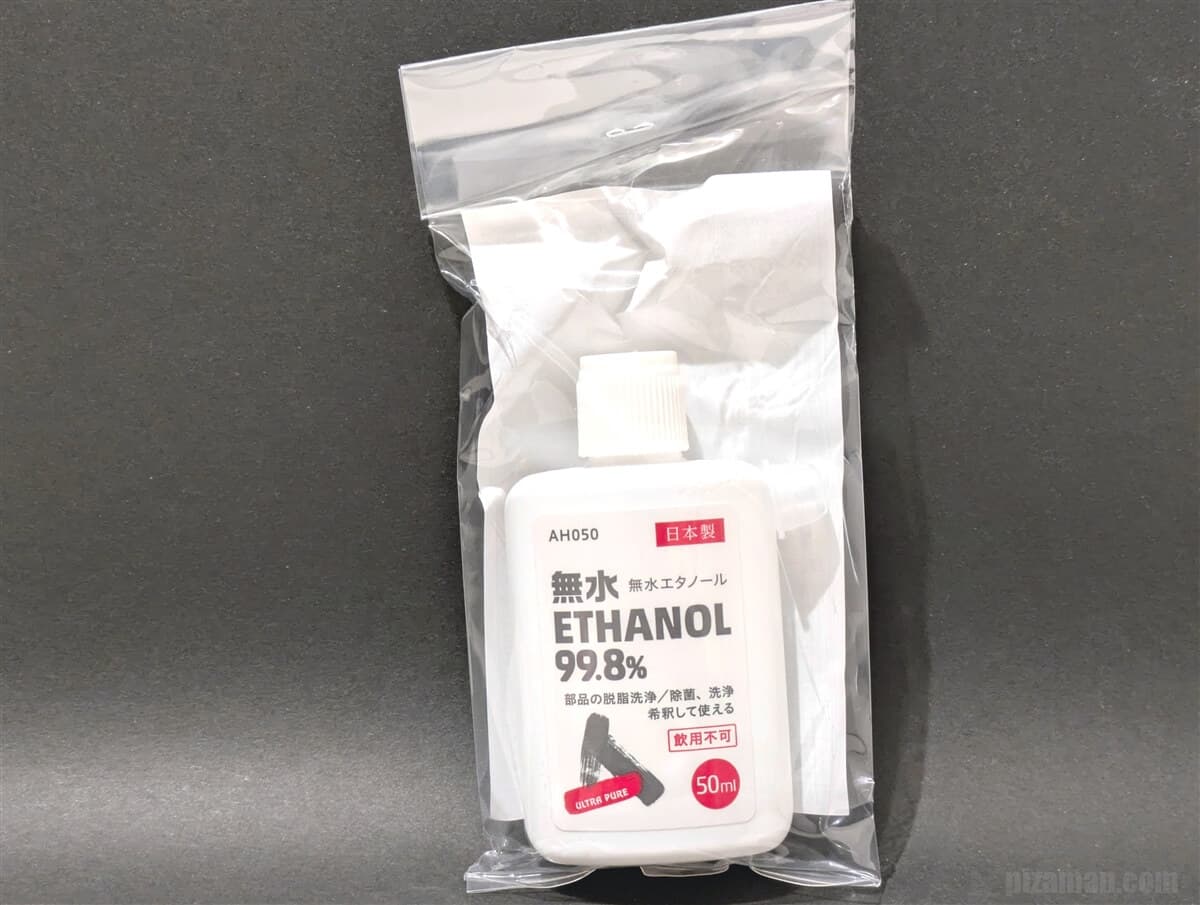 AH050
日本製
無水 無水エタノール
ETHANOL
99.8%
部品の脱脂洗浄/除菌、洗浄
希釈して使える
飲用不可
ULTRA PURE
50ml
pizaman.com